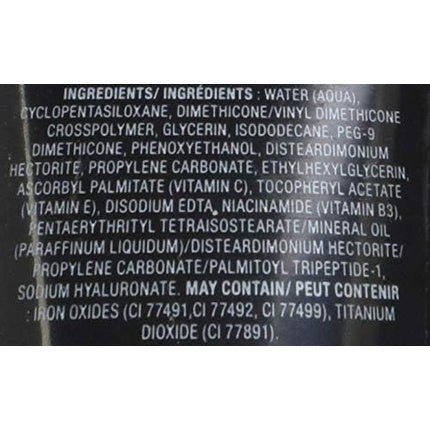 INGREDIENTS/ INGRÉDIENTS : WATER (AQUA),
CYCLOPENTASILOXANE, DIMETHICONE/VINYL DIMETHICONE
CROSSPOLYMER, GLYCERIN, ISODODECANE, PEG-9
DIMETHICONE, PHENOXYETHANOL, DISTEARDIMONIUM
HECTORITE, PROPYLENE CARBONATE, ETHYLHEXYLGLYCERIN,
ASCORBYL PALMITATE (VITAMIN C), TOCOPHERYL ACETATE
(VITAMIN E), DISODIUM EDTA, NIACINAMIDE (VITAMIN B3),
PENTAERYTHRITYL TETRAISOSTEARATE/MINERAL OIL
(PARAFFINUM LIQUIDUM)/DISTEARDIMONIUM HECTORITE/
PROPYLENE CARBONATE/PALMITOYL TRIPEPTIDE-1,
SODIUM HYALURONATE. MAY CONTAIN/ PEUT CONTENIR
: IRON OXIDES (CI 77491,CI 77492, CI 77499), TITANIUM
DIOXIDE (CI 77891).